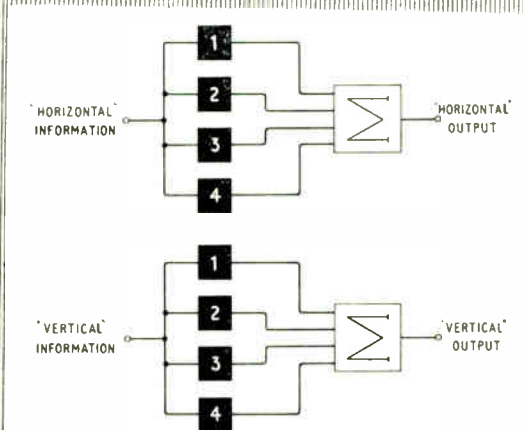 1
2
3
4
`HORIZONTAL`
INFORMATION
Σ
"HORIZONTAL"
OUTPUT
1
2
3
4
`VERTICAL`
INFORMATION
Σ
"VERTICAL"
OUTPUT